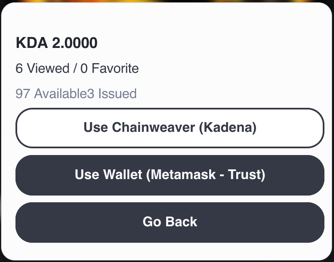 KDA 2.0000
6 Viewed / 0 Favorite
97 Available3 Issued
Use Chainweaver (Kadena)
Use Wallet (Metamask - Trust)
Go Back